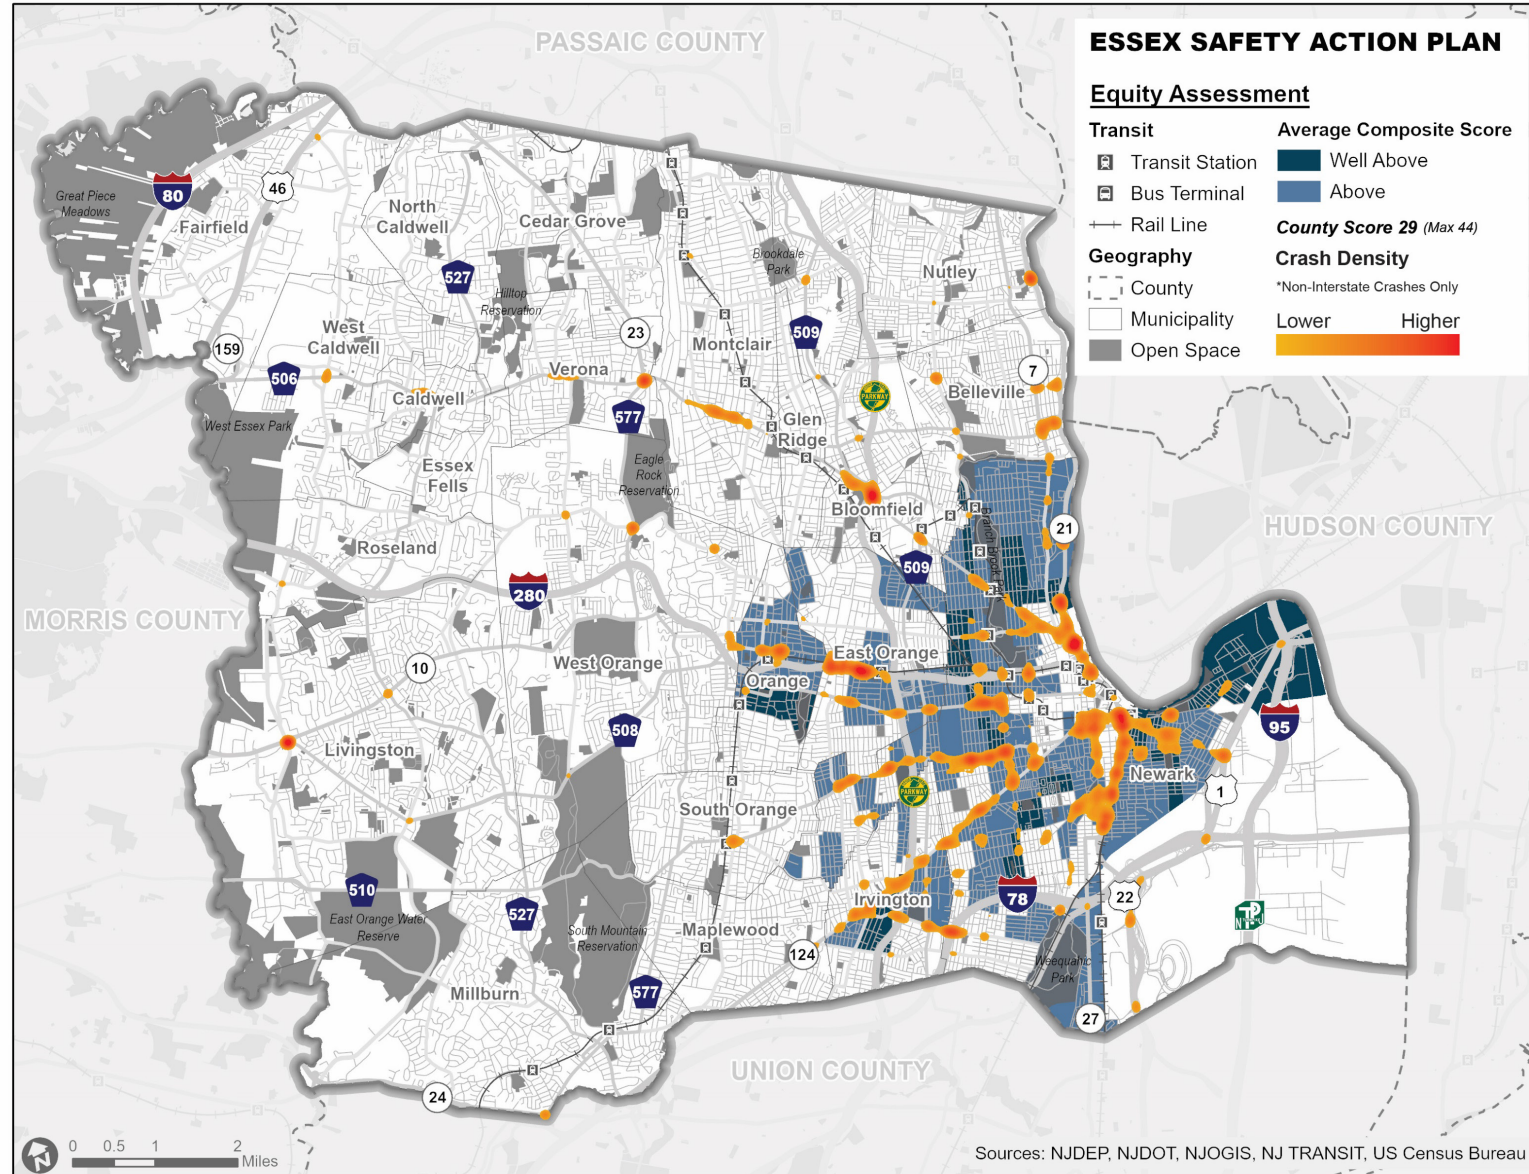 PASSAIC COUNTY
ESSEX SAFETY ACTION PLAN
Equity Assessment
Transit
Transit Station
Bus Terminal
Rail Line
Geography
County
Municipality
Open Space
Average Composite Score
Well Above
Above
County Score 29 (Max 44)
Crash Density
*Non-Interstate Crashes Only
Lower Higher
Great Piece
Meadows
80
46
Fairfield
North
Caldwell
Cedar Grove
527
Hilltop
Reservation
Brookdale
Park
Nutley
159
West
Caldwell
23
Montclair
509
506
Verona
7
Caldwell
577
PARKWAY
Belleville
West Essex Park
Glen
Ridge
Essex
Fells
Eagle
Rock
Reservation
Bloomfield
Branch Brook Park
21
HUDSON COUNTY
Roseland
509
280
MORRIS COUNTY
10
West Orange
East Orange
Orange
508
95
Livingston
Newark
PARKWAY
1
South Orange
510
527
East Orange Water
Reserve
South Mountain
Reservation
Irvington
78
22
Maplewood
124
Weequahic
Park
NJTP
Millburn
577
27
UNION COUNTY
24
N
0 0.5 1 2
Miles
Sources: NJDEP, NJDOT, NJOGIS, NJ TRANSIT, US Census Bureau